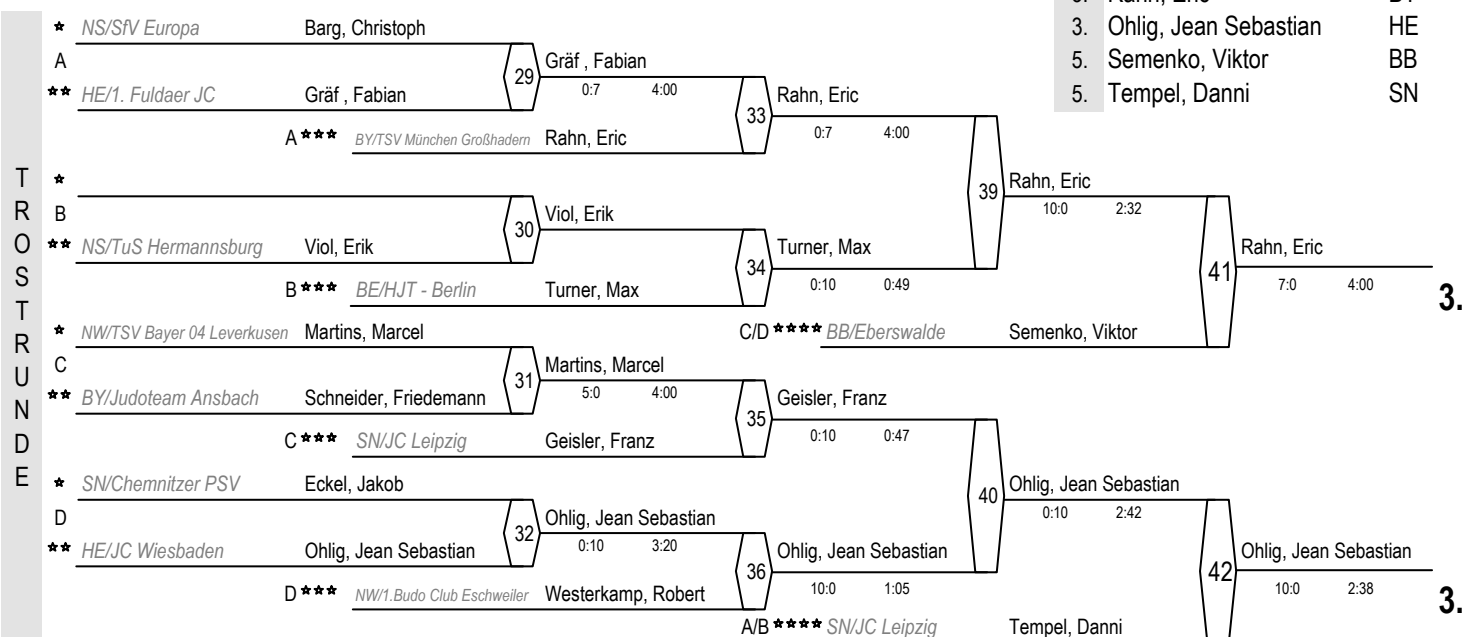 3. Rahn, Eric BY
★ NS/SfV Europa Barg, Christoph
3. Ohlig, Jean Sebastian HE
A
29
Gräf , Fabian
5. Semenko, Viktor BB
★★ HE/1. Fuldaer JC Gräf , Fabian
0:7 4:00
Rahn, Eric
5. Tempel, Danni SN
33
A ★★★ BY/TSV München Großhadern Rahn, Eric
0:7 4:00
★
39
Rahn, Eric
B
30
Viol, Erik
10:0 2:32
★★ NS/TuS Hermannsburg Viol, Erik
Turner, Max
41
Rahn, Eric
34
B ★★★ BE/HJT - Berlin Turner, Max
0:10 0:49
7:0 4:00
3.
★ NW/TSV Bayer 04 Leverkusen Martins, Marcel
C/D ★★★★ BB/Eberswalde Semenko, Viktor
C
31
Martins, Marcel
★★ BY/Judoteam Ansbach Schneider, Friedemann
5:0 4:00
Geisler, Franz
35
C ★★★ SN/JC Leipzig Geisler, Franz
0:10 0:47
★ SN/Chemnitzer PSV Eckel, Jakob
40
Ohlig, Jean Sebastian
D
32
Ohlig, Jean Sebastian
0:10 2:42
★★ HE/JC Wiesbaden Ohlig, Jean Sebastian
0:10 3:20
Ohlig, Jean Sebastian
42
Ohlig, Jean Sebastian
36
D ★★★ NW/1.Budo Club Eschweiler Westerkamp, Robert
10:0 1:05
10:0 2:38
3.
A/B ★★★★ SN/JC Leipzig Tempel, Danni
TROSTRUNDE